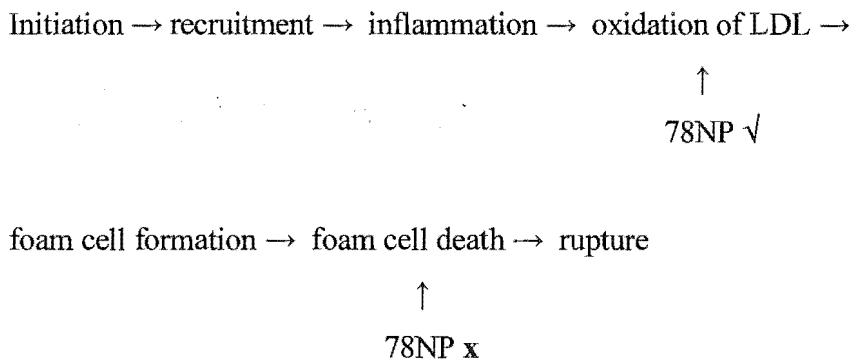 Initiation → recruitment → inflammation → oxidation of LDL →
↑
78NP √
foam cell formation → foam cell death → rupture
↑
78NP x